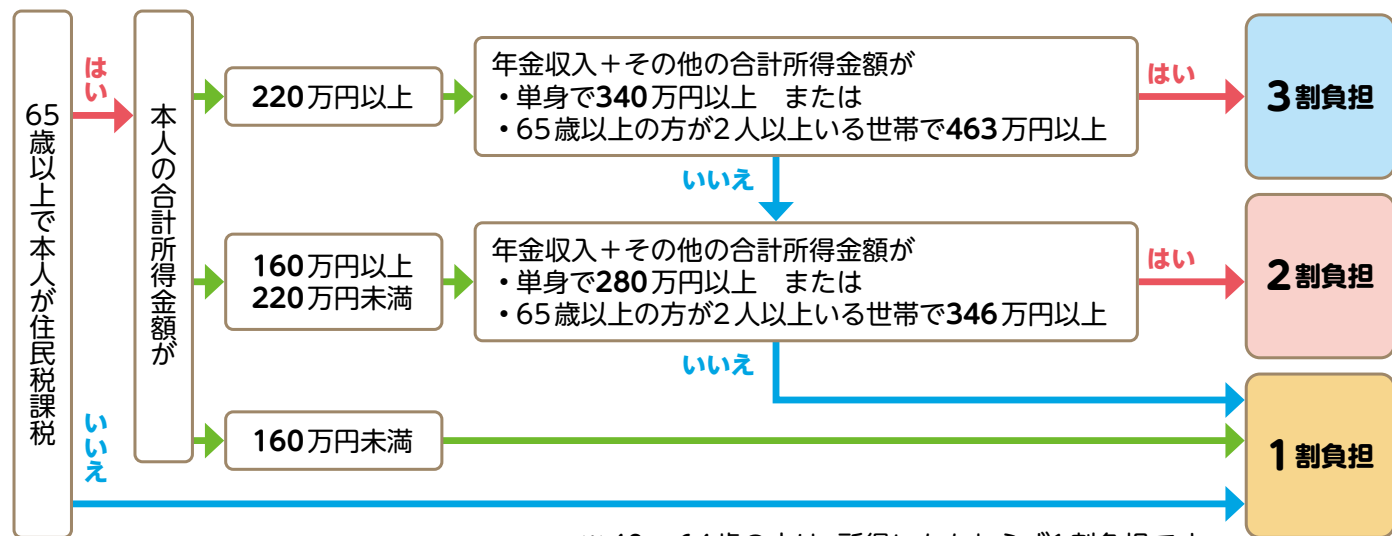 65歳以上で本人が住民税課税
はい
いいえ
本人の合計所得金額が
220万円以上
年金収入＋その他の合計所得金額が
・単身で340万円以上　または
・65歳以上の方が2人以上いる世帯で463万円以上
はい
3割負担
いいえ
160万円以上
220万円未満
年金収入＋その他の合計所得金額が
・単身で280万円以上　または
・65歳以上の方が2人以上いる世帯で346万円以上
はい
2割負担
いいえ
160万円未満
1割負担